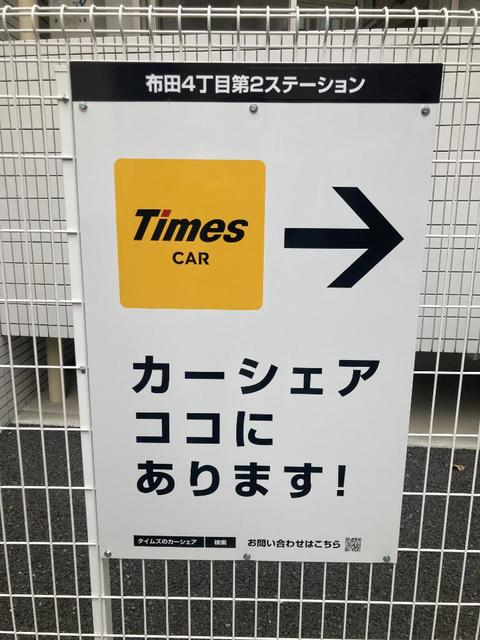 布田4丁目第2ステーション
Times
CAR
カーシェア
ココに
あります!
タイムズのカーシェア 検索 お問い合わせはこちら